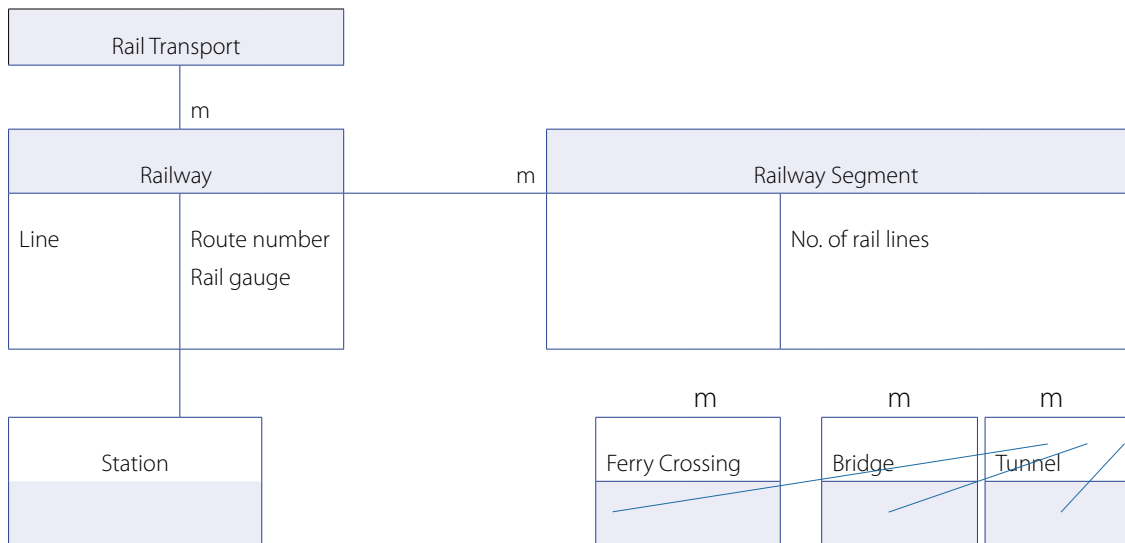 Rail Transport
m
Railway
m
Railway Segment
Line
Route number
Rail gauge
No. of rail lines
m
m
m
Station
Ferry Crossing
Bridge
Tunnel